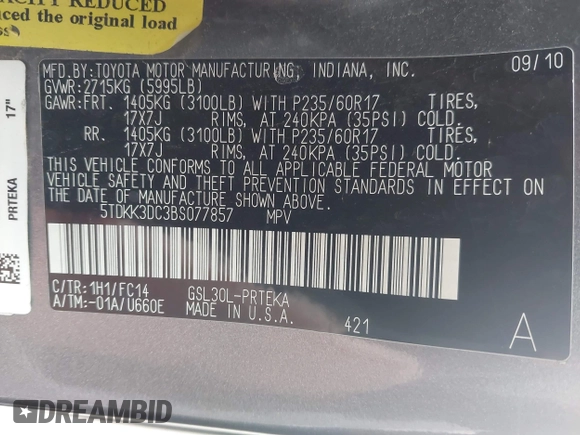 CAPACITY REDUCED
uced the original load
ss
17"
PRTEKA
MFD.BY:TOYOTA MOTOR MANUFACTURING, INDIANA, INC. 09/10
GVWR:2715KG (5995LB)
GAWR:FRT. 1405KG (3100LB) WITH P235/60R17 TIRES,
17X7J RIMS, AT 240KPA (35PSI) COLD.
RR. 1405KG (3100LB) WITH P235/60R17 TIRES,
17X7J RIMS, AT 240KPA (35PSI) COLD.
THIS VEHICLE CONFORMS TO ALL APPLICABLE FEDERAL MOTOR
VEHICLE SAFETY AND THEFT PREVENTION STANDARDS IN EFFECT ON
THE DATE OF MANUFACTURE SHOWN ABOVE.
5TDKK3DC3BS077857 MPV
C/TR:1H1/FC14 GSL30L-PRTEKA
A/TM:-01A/U660E MADE IN U.S.A.
421 A
DREAMBID